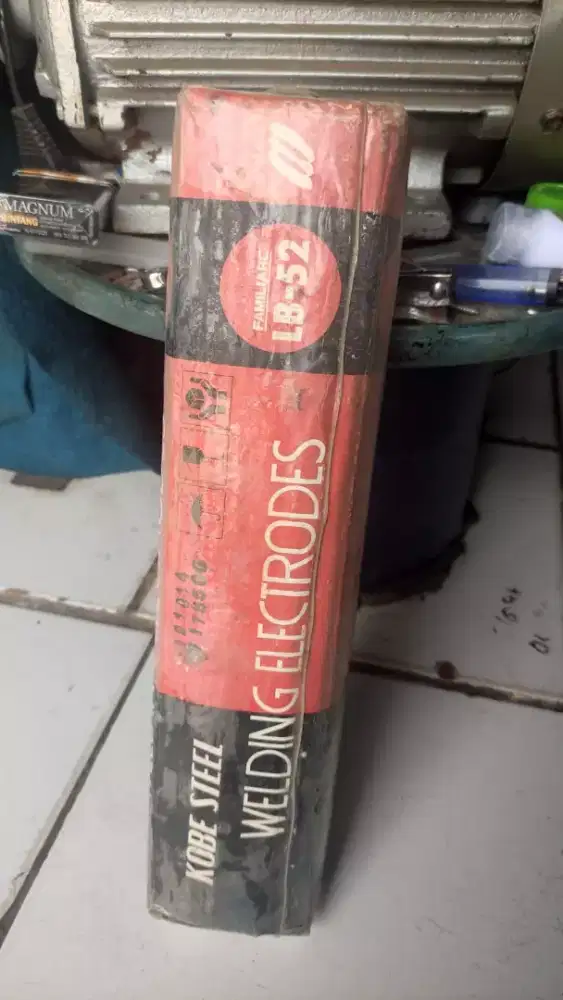 FAMILIARC
LB-52
WELDING ELECTRODES
KOBE STEEL
MAGNUM